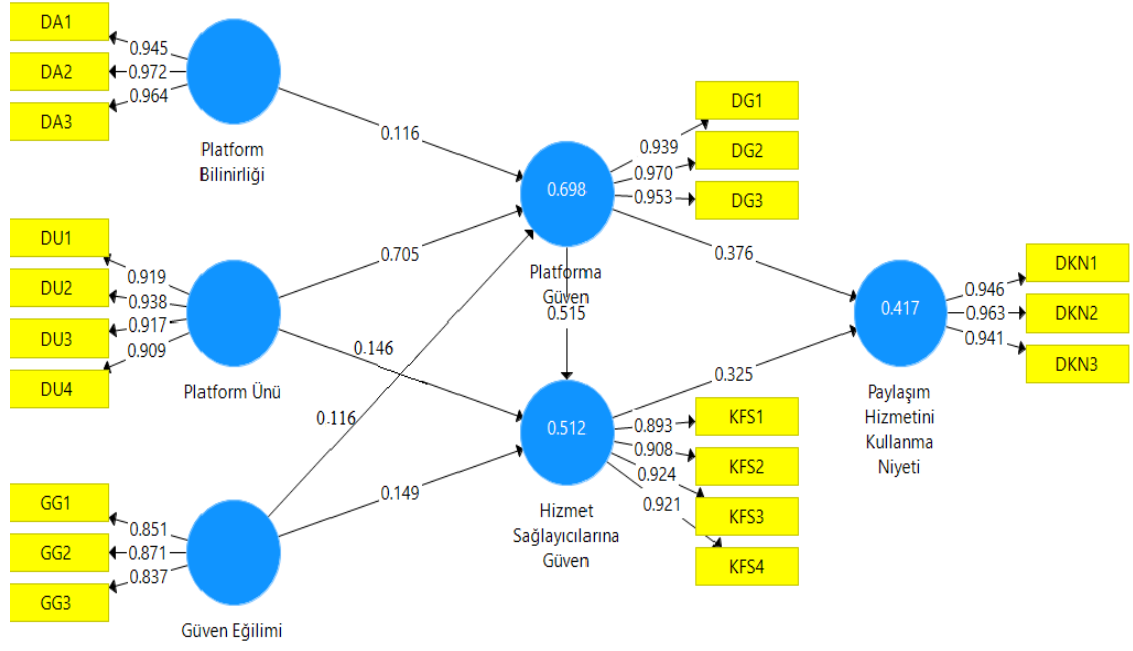 DA1
0.945
DA2
0.972
DA3
0.964
Platform
Bilinirliği
0.116
DU1
0.919
DU2
0.938
DU3
0.917
DU4
0.909
Platform Ünü
0.705
0.146
GG1
0.851
GG2
0.871
GG3
0.837
Güven Eğilimi
0.116
0.149
0.698
Platforma
Güven
0.515
DG1
0.939
DG2
0.970
DG3
0.953
0.376
0.512
Hizmet
Sağlayıcılarına
Güven
0.325
KFS1
0.893
KFS2
0.908
KFS3
0.924
KFS4
0.921
0.417
Paylaşım
Hizmetini
Kullanma
Niyeti
DKN1
0.946
DKN2
0.963
DKN3
0.941